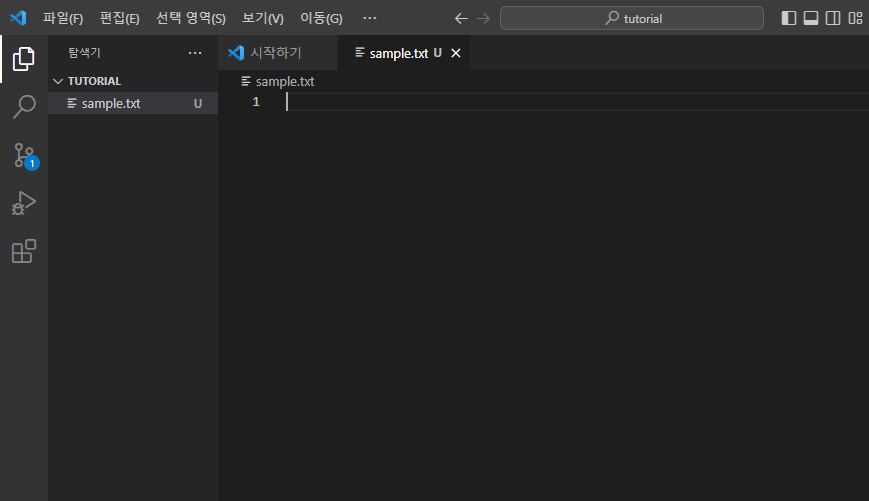 파일(F) 편집(E) 선택 영역(S) 보기(V) 이동(G) ··· tutorial
탐색기 ···
시작하기 sample.txt U
TUTORIAL
sample.txt
sample.txt U
1
1